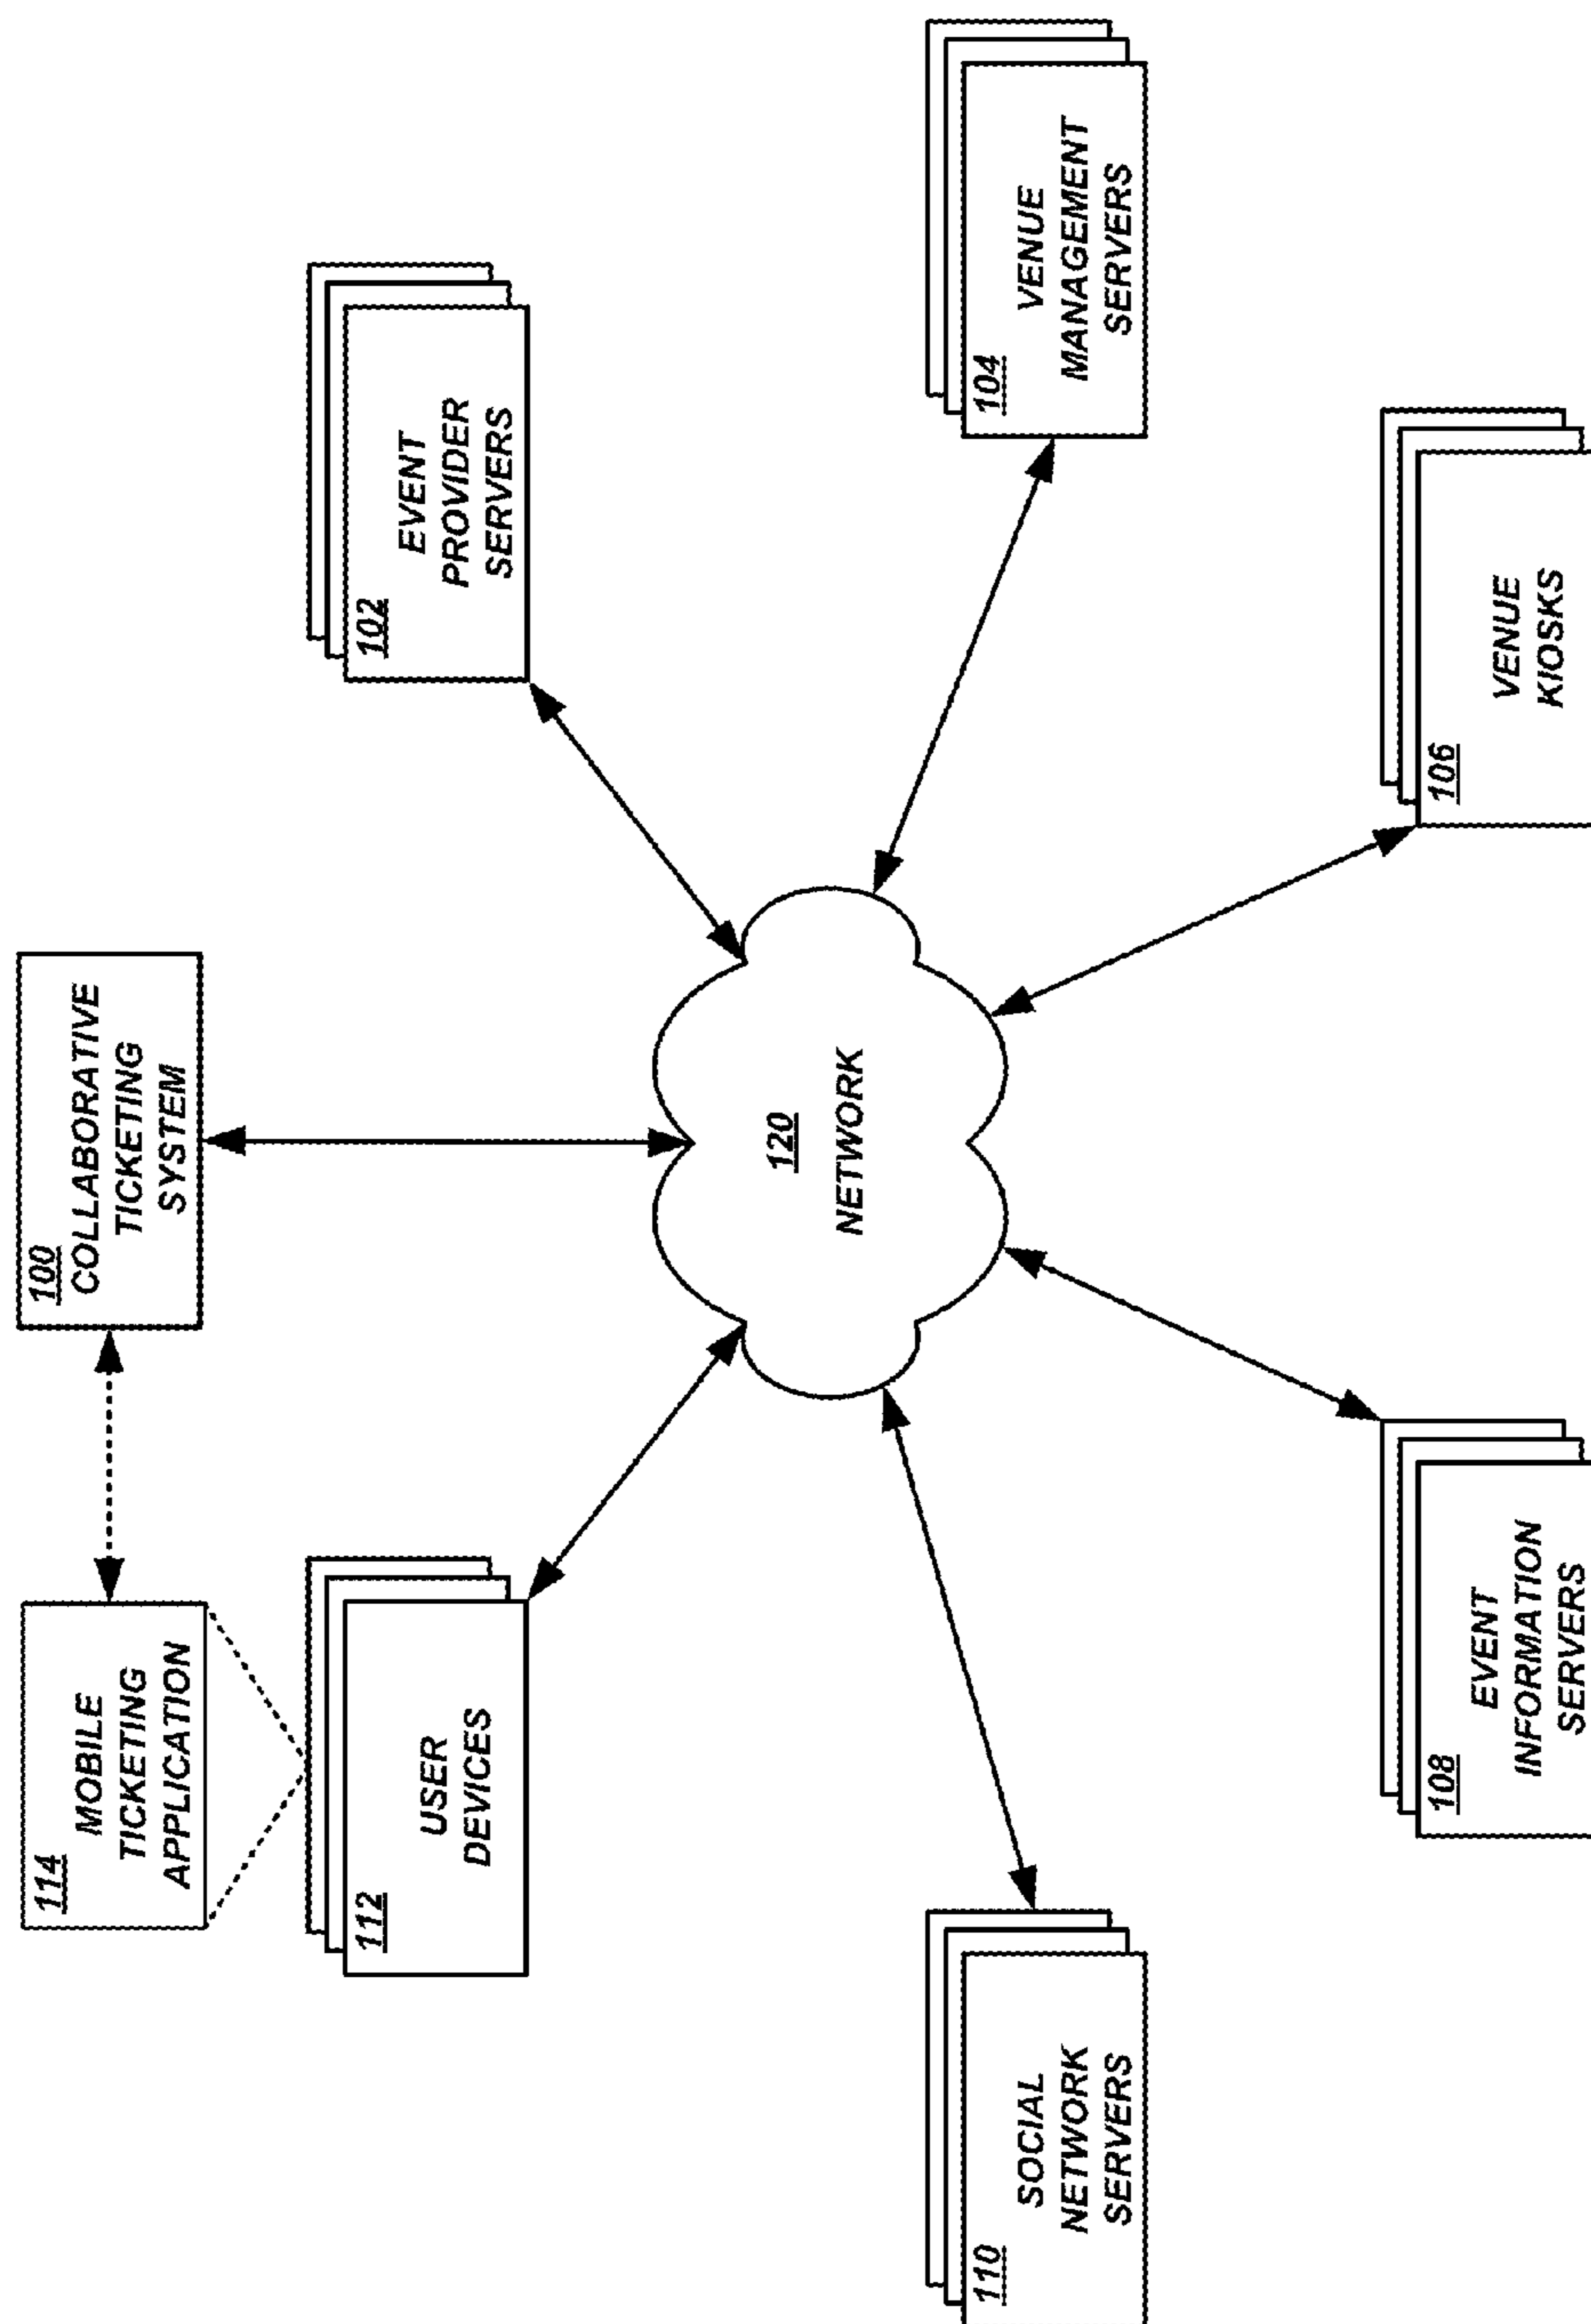 114
MOBILE
TICKETING
APPLICATION
100
COLLABORATIVE
TICKETING
SYSTEM
112
USER
DEVICES
102
EVENT
PROVIDER
SERVERS
120
NETWORK
110
SOCIAL
NETWORK
SERVERS
104
VENUE
MANAGEMENT
SERVERS
108
EVENT
INFORMATION
SERVERS
106
VENUE
KIOSKS